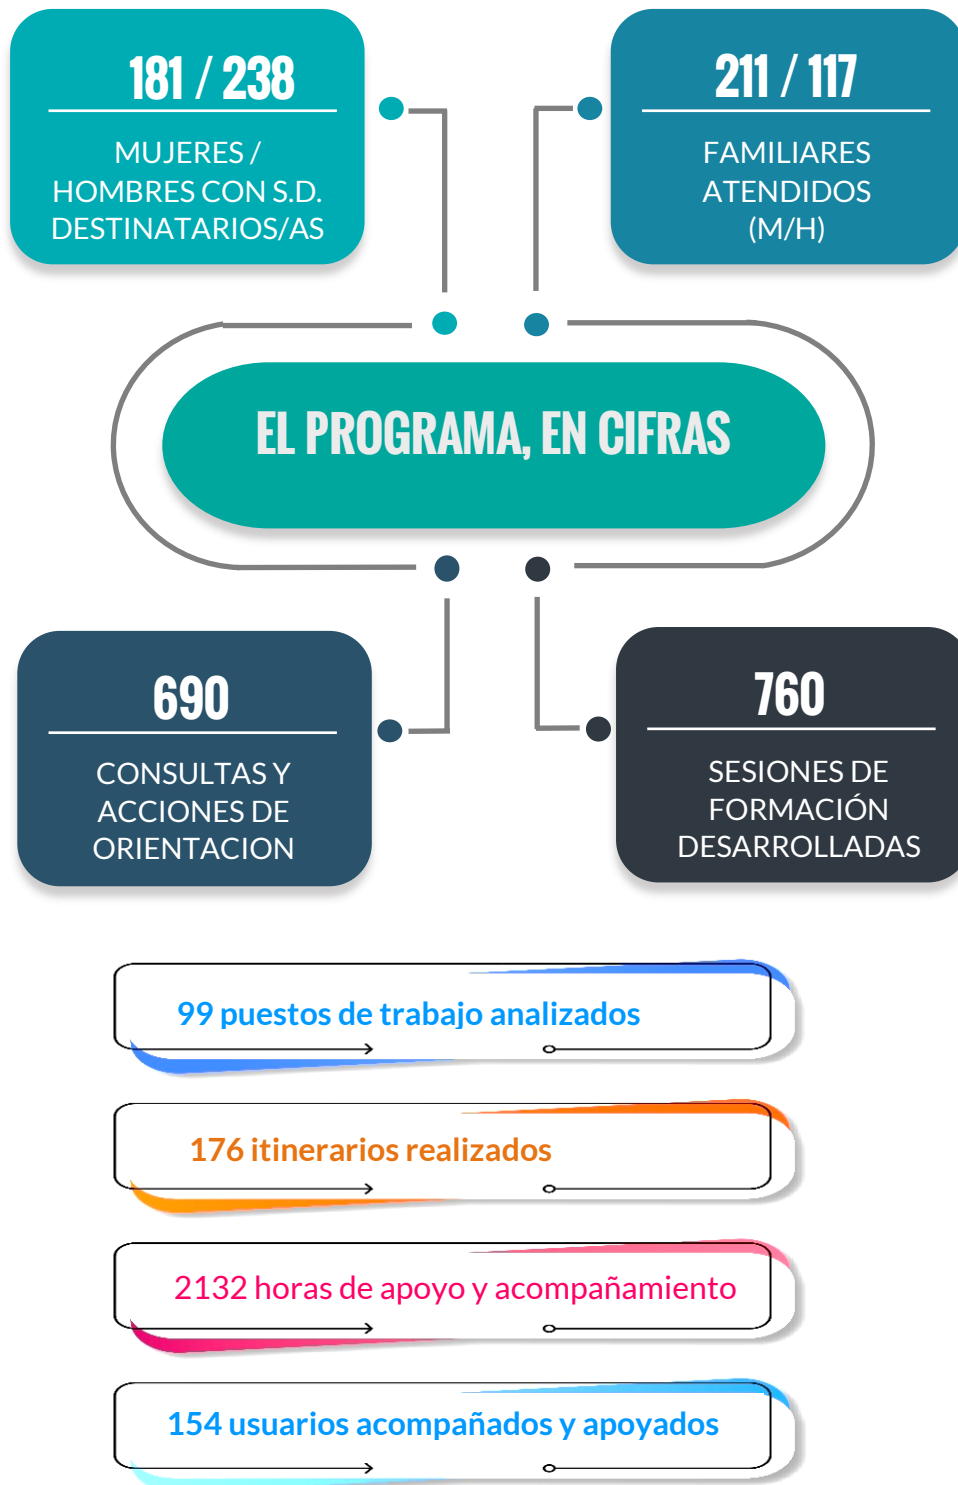 181 / 238
MUJERES /
HOMBRES CON S.D.
DESTINATARIOS/AS
211 / 117
FAMILIARES
ATENDIDOS
(M/H)
EL PROGRAMA, EN CIFRAS
690
CONSULTAS Y
ACCIONES DE
ORIENTACION
760
SESIONES DE
FORMACIÓN
DESARROLLADAS
99 puestos de trabajo analizados
176 itinerarios realizados
2132 horas de apoyo y acompañamiento
154 usuarios acompañados y apoyados